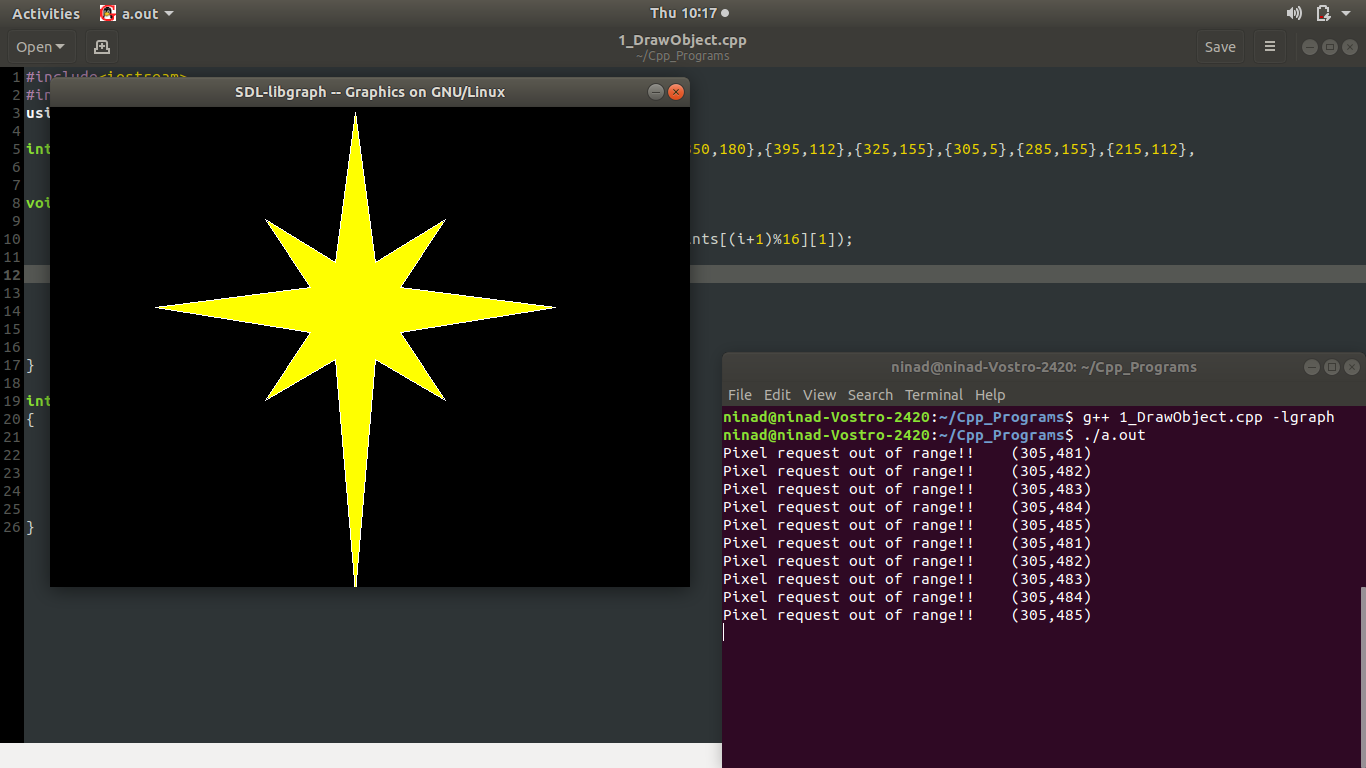 Activities a.out Thu 10:17
Open 1_DrawObject.cpp Save
~/Cpp_Programs
1 #include<iostream>
2 #in
3 usi
4
5 int 50,180},{395,112},{325,155},{305,5},{285,155},{215,112},
6
7
8 voi
9
10 nts[(i+1)%16][1]);
11
12
13
14
15
16
17 }
18
19 int
20 {
21
22
23
24
25
26 }
SDL-libgraph -- Graphics on GNU/Linux
ninad@ninad-Vostro-2420: ~/Cpp_Programs
File Edit View Search Terminal Help
ninad@ninad-Vostro-2420:~/Cpp_Programs$ g++ 1_DrawObject.cpp -lgraph
ninad@ninad-Vostro-2420:~/Cpp_Programs$ ./a.out
Pixel request out of range!! (305,481)
Pixel request out of range!! (305,482)
Pixel request out of range!! (305,483)
Pixel request out of range!! (305,484)
Pixel request out of range!! (305,485)
Pixel request out of range!! (305,481)
Pixel request out of range!! (305,482)
Pixel request out of range!! (305,483)
Pixel request out of range!! (305,484)
Pixel request out of range!! (305,485)